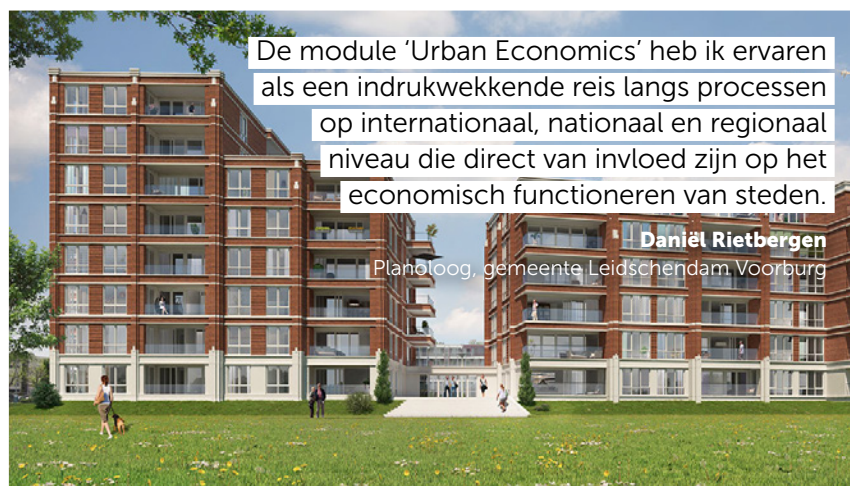 De module ‘Urban Economics’ heb ik ervaren
als een indrukwekkende reis langs processen
op internationaal, nationaal en regionaal
niveau die direct van invloed zijn op het
economisch functioneren van steden.
Daniël Rietbergen
Planoloog, gemeente Leidschendam Voorburg